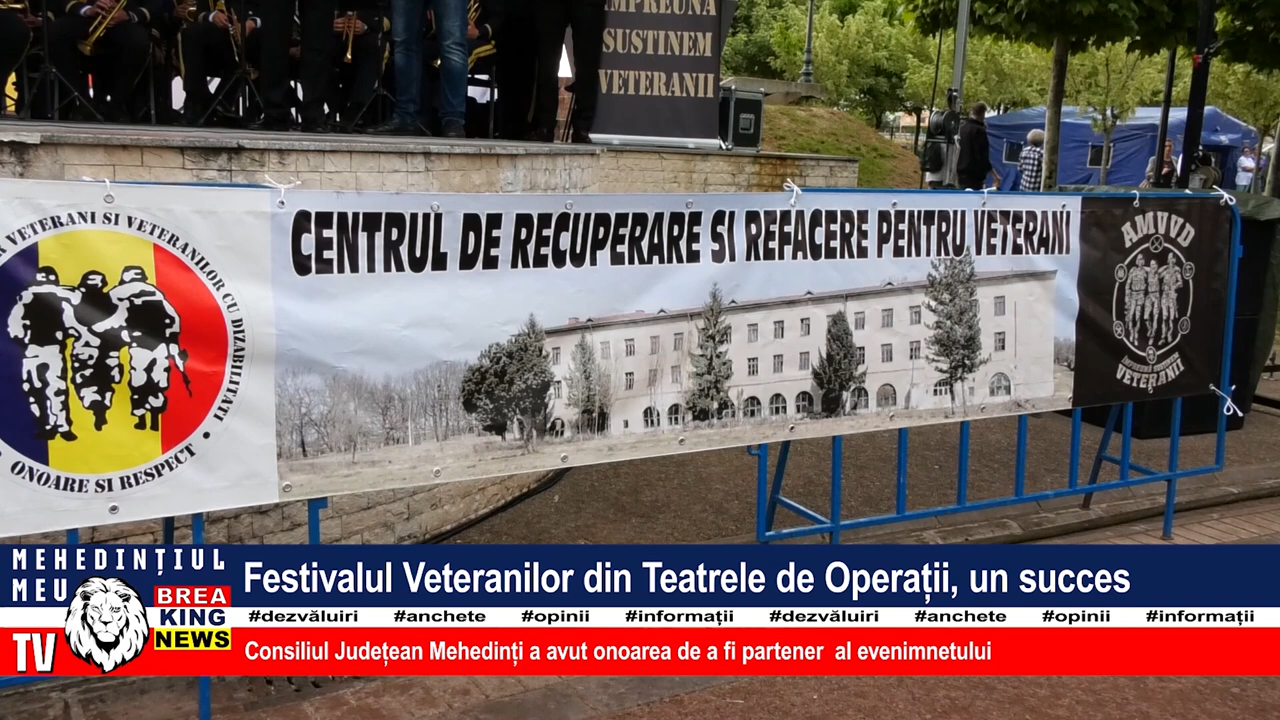 ÎMPREUNĂ
SUSTINEM
VETERANII
VETERANI SI VETERANILOR CU DEZABILITATI
ONOARE SI RESPECT
CENTRUL DE RECUPERARE SI REFACERE PENTRU VETERANI
AMVVD
VETERANII
MEHEDINȚIUL
MEU
TV
BREA
KING
NEWS
Festivalul Veteranilor din Teatrele de Operații, un succes
#dezvăluiri #anchete #opinii #informații #dezvăluiri #anchete #opinii #informații
Consiliul Județean Mehedinți a avut onoarea de a fi partener al evenimnetului